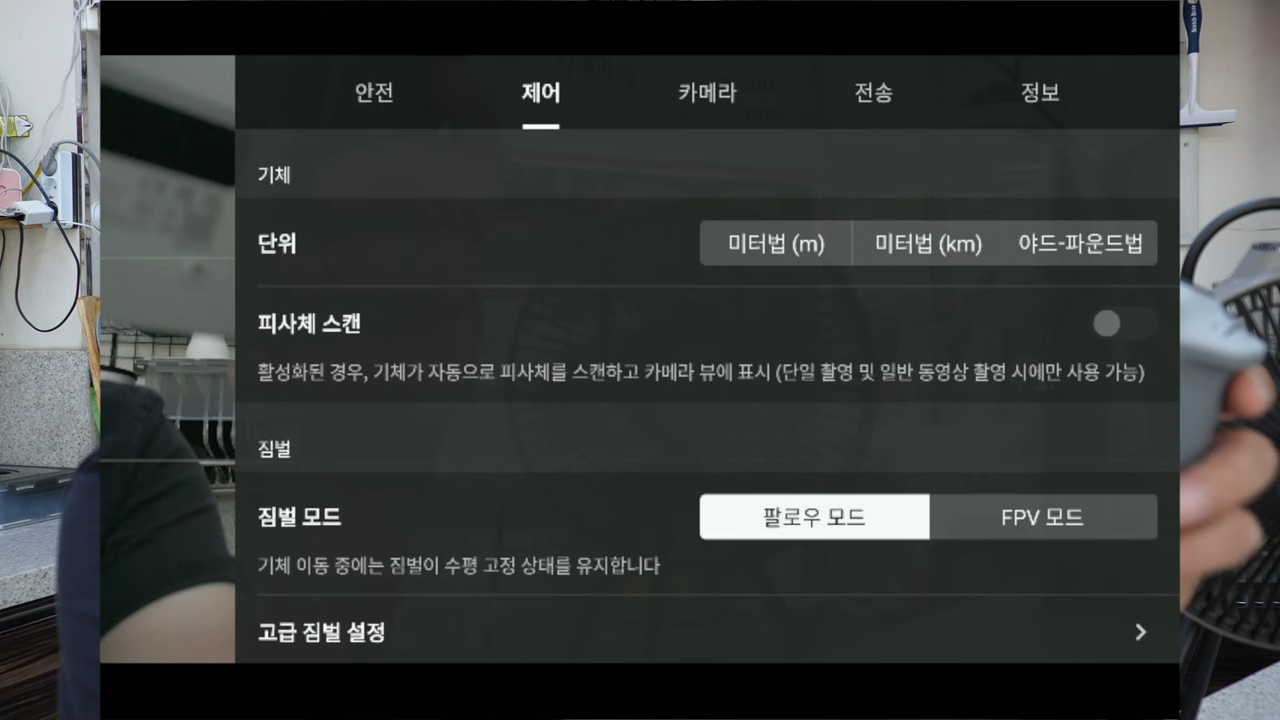 안전
제어
카메라
전송
정보
기체
단위
미터법 (m)
미터법 (km)
야드-파운드법
피사체 스캔
활성화된 경우, 기체가 자동으로 피사체를 스캔하고 카메라 뷰에 표시 (단일 촬영 및 일반 동영상 촬영 시에만 사용 가능)
짐벌
짐벌 모드
팔로우 모드
FPV 모드
기체 이동 중에는 짐벌이 수평 고정 상태를 유지합니다
고급 짐벌 설정